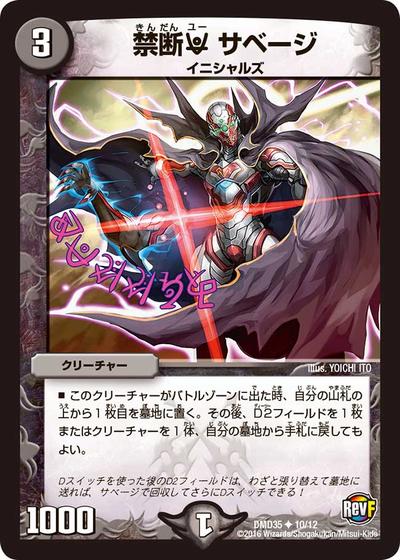 3
きんだん ユー
禁断 サベージ
イニシャルズ
クリーチャー
illus. YOICHI ITO
■このクリーチャーがバトルゾーンに出た時、自分の山札の
上から1枚目を墓地に置く。その後、D2フィールドを1枚
またはクリーチャーを1体、自分の墓地から手札に戻しても
よい。
Dスイッチを使った後のD2フィールドは、わざと張り替えて墓地に
送れば、サベージで回収してさらにDスイッチできる!
1000
DMD35 ◆ 10/12
©2016 Wizards/Shogakukan/Mitsui-Kids
RevF